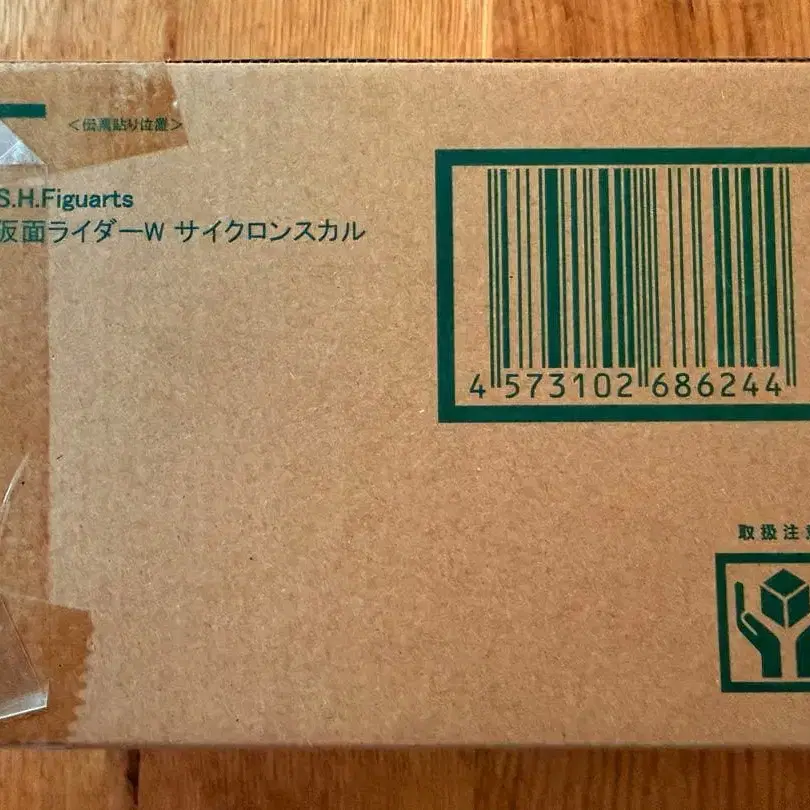 ＜伝票貼り位置＞
S.H.Figuarts
仮面ライダーW サイクロンスカル
4 573102 686244
取扱注意